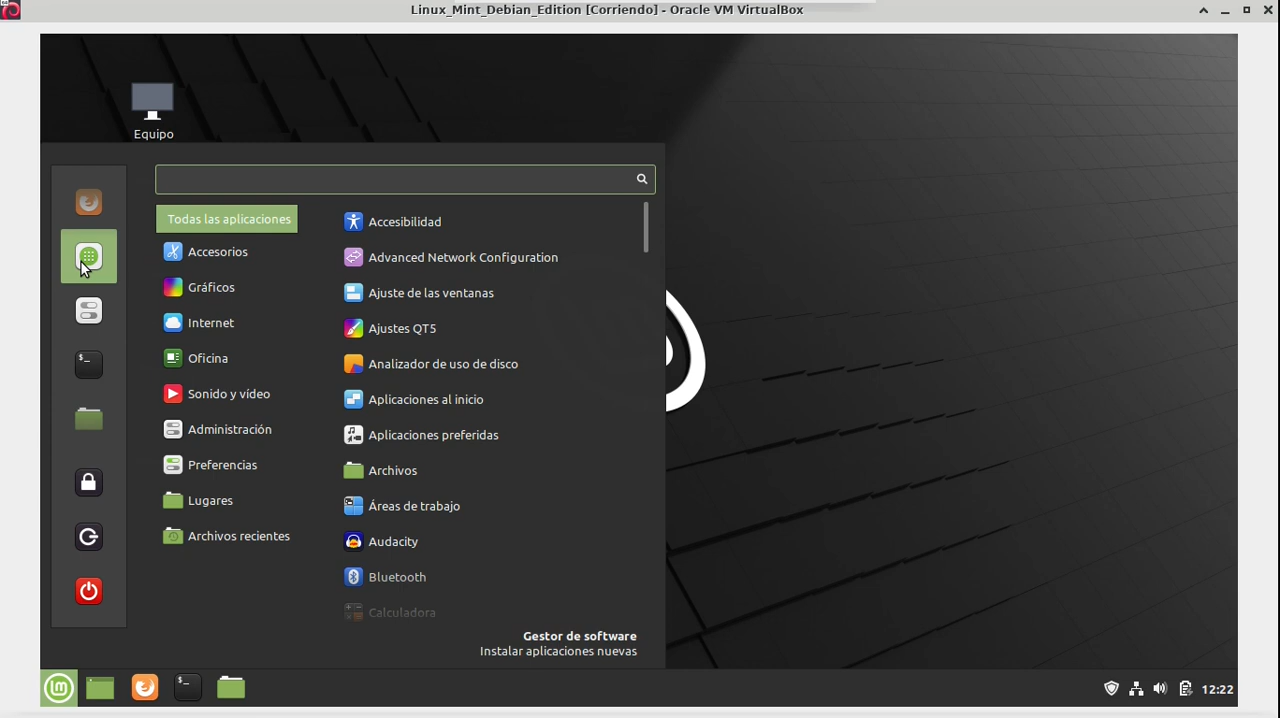 Linux_Mint_Debian_Edition [Corriendo] - Oracle VM VirtualBox
Equipo
Todas las aplicaciones
Accesorios
Gráficos
Internet
Oficina
Sonido y vídeo
Administración
Preferencias
Lugares
Archivos recientes
Accesibilidad
Advanced Network Configuration
Ajuste de las ventanas
Ajustes QT5
Analizador de uso de disco
Aplicaciones al inicio
Aplicaciones preferidas
Archivos
Áreas de trabajo
Audacity
Bluetooth
Calculadora
Gestor de software
Instalar aplicaciones nuevas
12:22